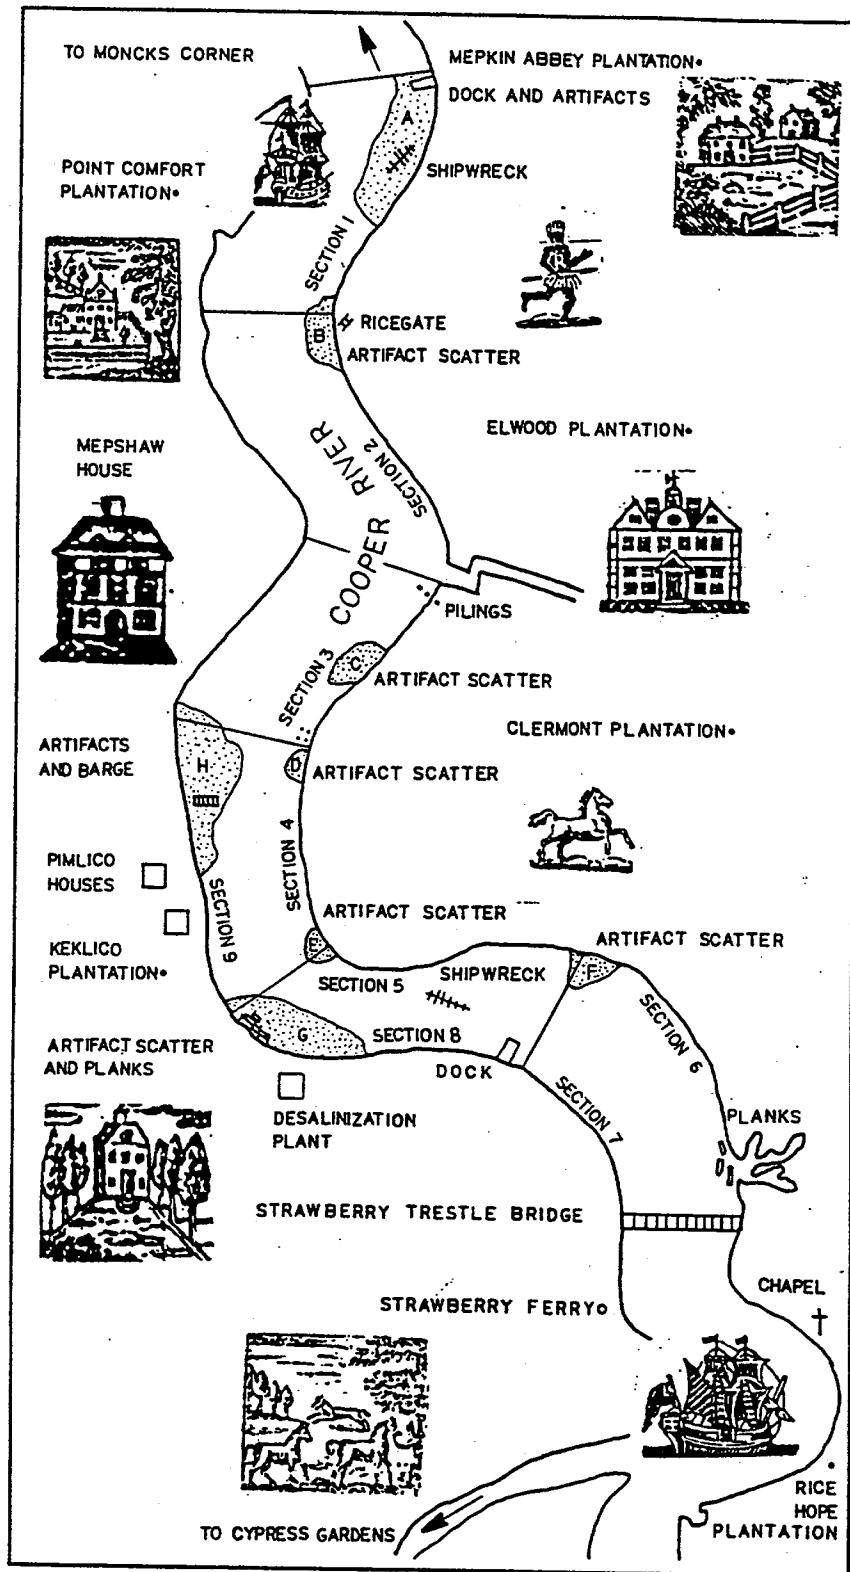 TO MONCKS CORNER
MEPKIN ABBEY PLANTATION•
DOCK AND ARTIFACTS
A
SHIPWRECK
POINT COMFORT
PLANTATION•
SECTION 1
RICEGATE
B
ARTIFACT SCATTER
ELWOOD PLANTATION•
COOPER RIVER
SECTION 2
MEPSHAW
HOUSE
PILINGS
SECTION 3
C
ARTIFACT SCATTER
CLERMONT PLANTATION•
ARTIFACTS
AND BARGE
H
D
ARTIFACT SCATTER
SECTION 4
PIMLICO
HOUSES
SECTION 9
ARTIFACT SCATTER
E
KEKLICO
PLANTATION•
ARTIFACT SCATTER
F
SHIPWRECK
SECTION 5
SECTION 6
G
SECTION 8
ARTIFACT SCATTER
AND PLANKS
DOCK
SECTION 7
DESALINIZATION
PLANT
PLANKS
STRAWBERRY TRESTLE BRIDGE
CHAPEL
STRAWBERRY FERRY
TO CYPRESS GARDENS
RICE
HOPE
PLANTATION